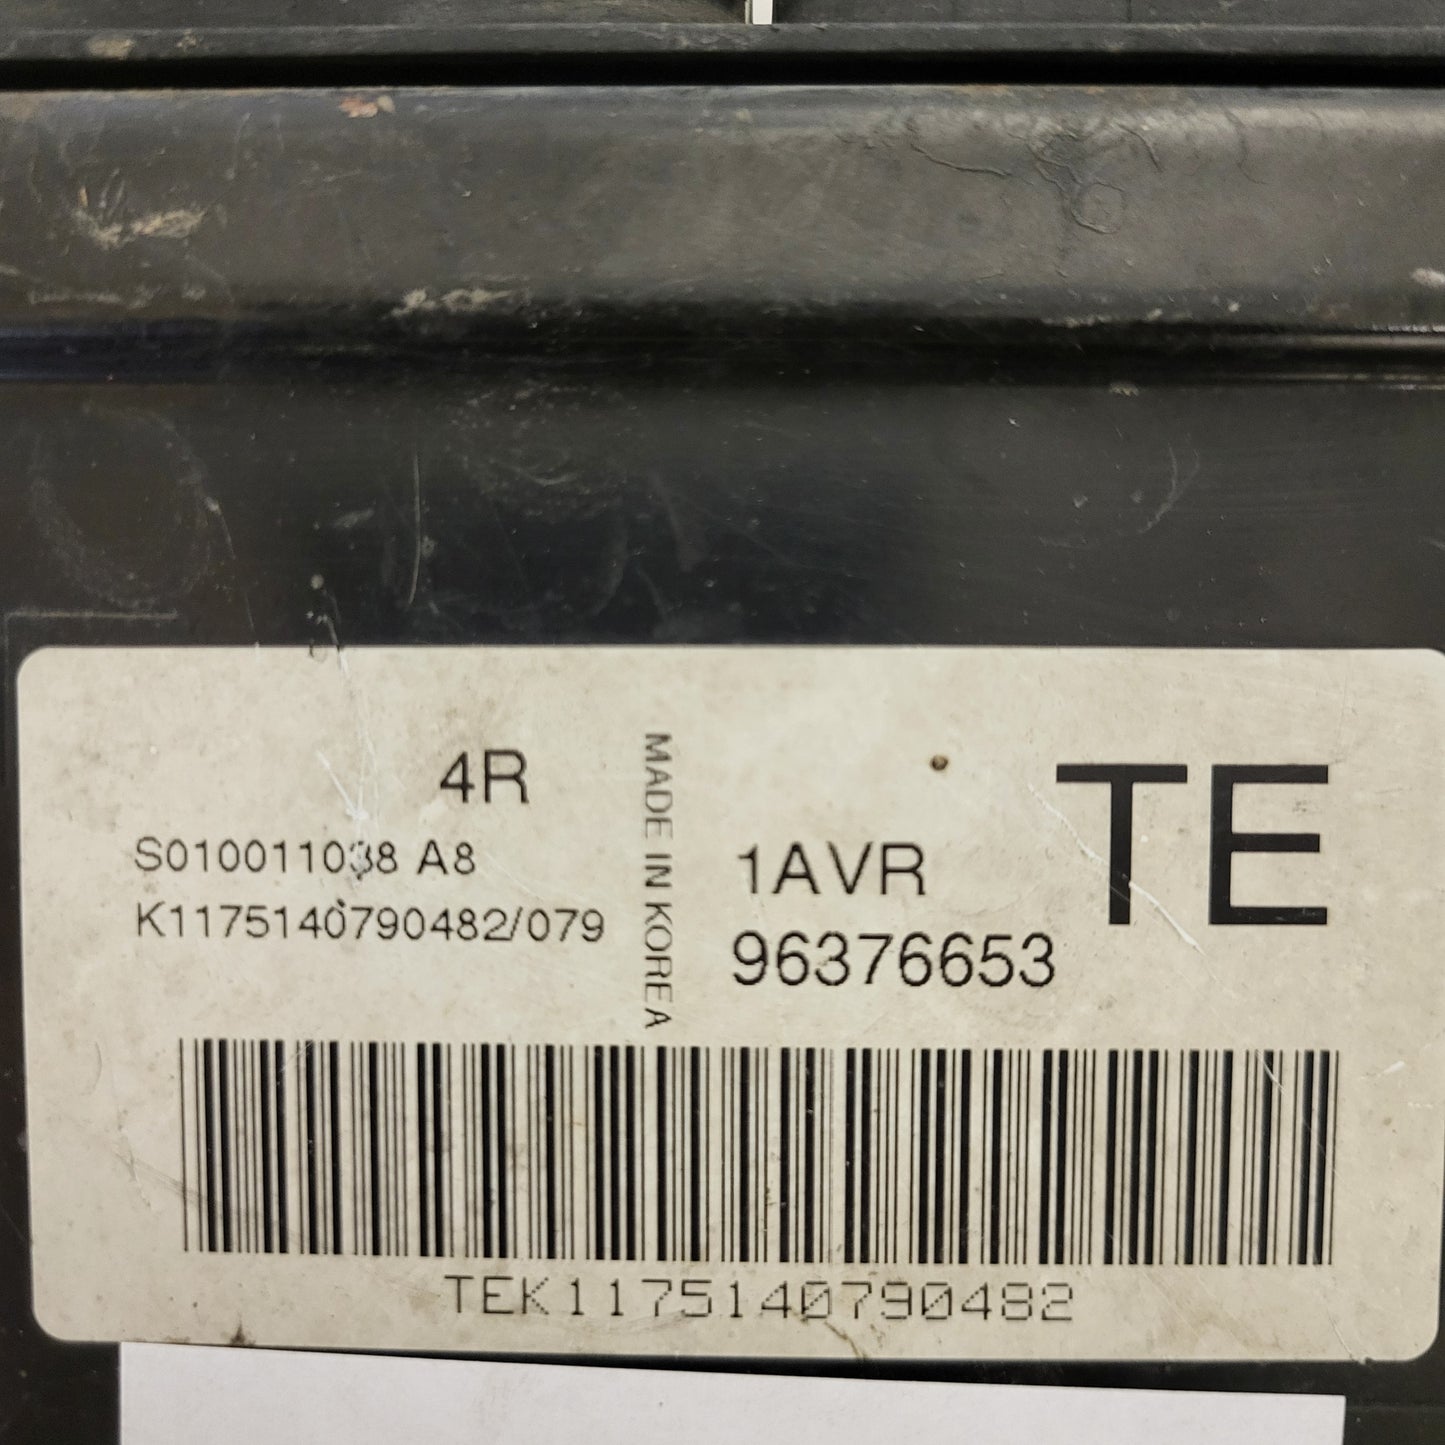 4R
S010011038 A8
K1175140790482/079
MADE IN KOREA
TE
1AVR
96376653
TEK1175140790482